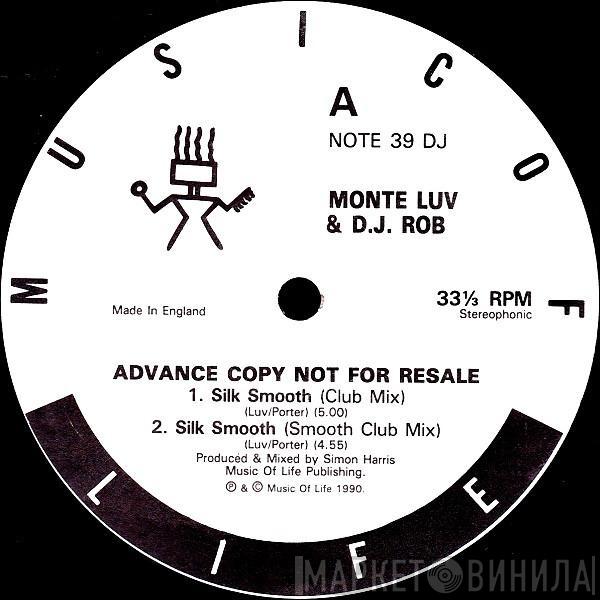 MUSIC OF
LIFE
A
NOTE 39 DJ
MONTE LUV
& D.J. ROB
Made In England
33⅓ RPM
Stereophonic
ADVANCE COPY NOT FOR RESALE
1. Silk Smooth (Club Mix)
(Luv/Porter) (5.00)
2. Silk Smooth (Smooth Club Mix)
(Luv/Porter) (4.55)
Produced & Mixed by Simon Harris
Music Of Life Publishing.
℗ & © Music Of Life 1990.
МАРКЕТ ВИНИЛА